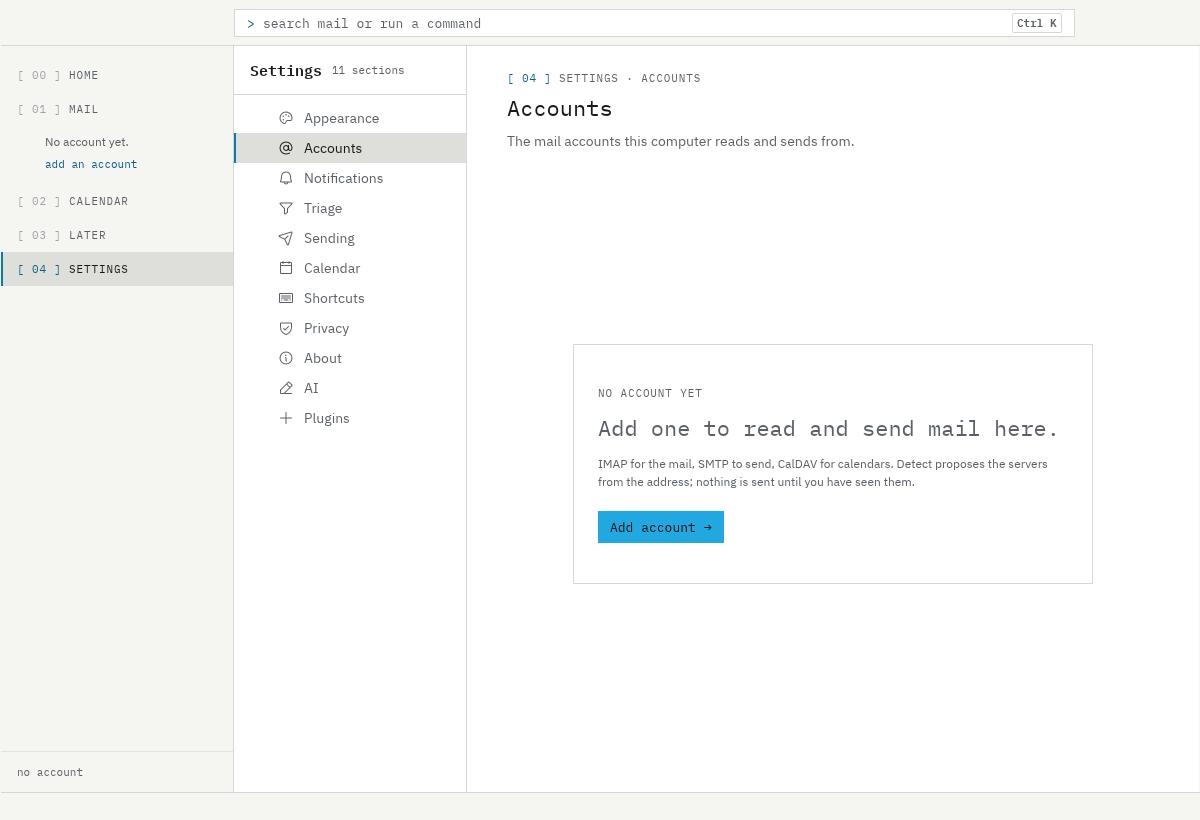 > search mail or run a command
Ctrl K
[ 00 ] HOME
[ 01 ] MAIL
No account yet.
add an account
[ 02 ] CALENDAR
[ 03 ] LATER
[ 04 ] SETTINGS
no account
Settings 11 sections
Appearance
Accounts
Notifications
Triage
Sending
Calendar
Shortcuts
Privacy
About
AI
Plugins
[ 04 ] SETTINGS · ACCOUNTS
Accounts
The mail accounts this computer reads and sends from.
NO ACCOUNT YET
Add one to read and send mail here.
IMAP for the mail, SMTP to send, CalDAV for calendars. Detect proposes the servers
from the address; nothing is sent until you have seen them.
Add account →